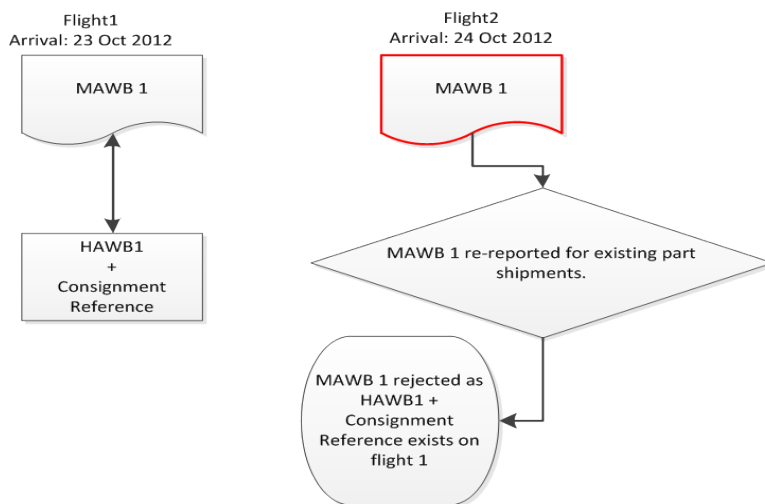 Flight1
Arrival: 23 Oct 2012
MAWB 1
HAWB1
+
Consignment
Reference
Flight2
Arrival: 24 Oct 2012
MAWB 1
MAWB 1 re-reported for existing part
shipments.
MAWB 1 rejected as
HAWB1 +
Consignment
Reference exists on
flight 1